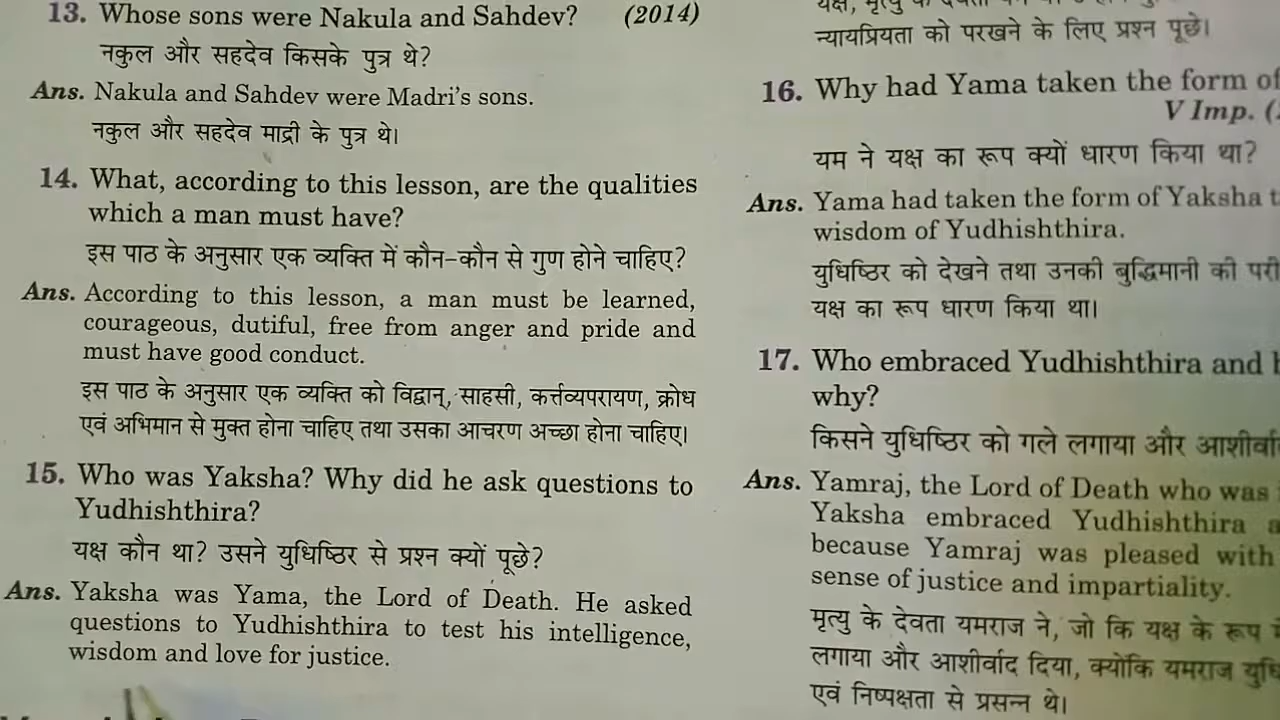 13. Whose sons were Nakula and Sahdev? (2014)
नकुल और सहदेव किसके पुत्र थे?
Ans. Nakula and Sahdev were Madri's sons.
नकुल और सहदेव माद्री के पुत्र थे।
14. What, according to this lesson, are the qualities
which a man must have?
इस पाठ के अनुसार एक व्यक्ति में कौन-कौन से गुण होने चाहिए?
Ans. According to this lesson, a man must be learned,
courageous, dutiful, free from anger and pride and
must have good conduct.
इस पाठ के अनुसार एक व्यक्ति को विद्वान्, साहसी, कर्त्तव्यपरायण, क्रोध
एवं अभिमान से मुक्त होना चाहिए तथा उसका आचरण अच्छा होना चाहिए।
15. Who was Yaksha? Why did he ask questions to
Yudhishthira?
यक्ष कौन था? उसने युधिष्ठिर से प्रश्न क्यों पूछे?
Ans. Yaksha was Yama, the Lord of Death. He asked
questions to Yudhishthira to test his intelligence,
wisdom and love for justice.
यक्ष, मृत्यु के देवता
न्यायप्रियता को परखने के लिए प्रश्न पूछे।
16. Why had Yama taken the form of
V Imp. (
यम ने यक्ष का रूप क्यों धारण किया था?
Ans. Yama had taken the form of Yaksha
wisdom of Yudhishthira.
युधिष्ठिर को देखने तथा उनकी बुद्धिमानी की
यक्ष का रूप धारण किया था।
17. Who embraced Yudhishthira and
why?
किसने युधिष्ठिर को गले लगाया और
Ans. Yamraj, the Lord of Death who was
Yaksha embraced Yudhishthira
because Yamraj was pleased with
sense of justice and impartiality.
मृत्यु के देवता यमराज ने, जो कि यक्ष के रूप
लगाया और आशीर्वाद दिया, क्योंकि यमराज
एवं निष्पक्षता से प्रसन्न थे।